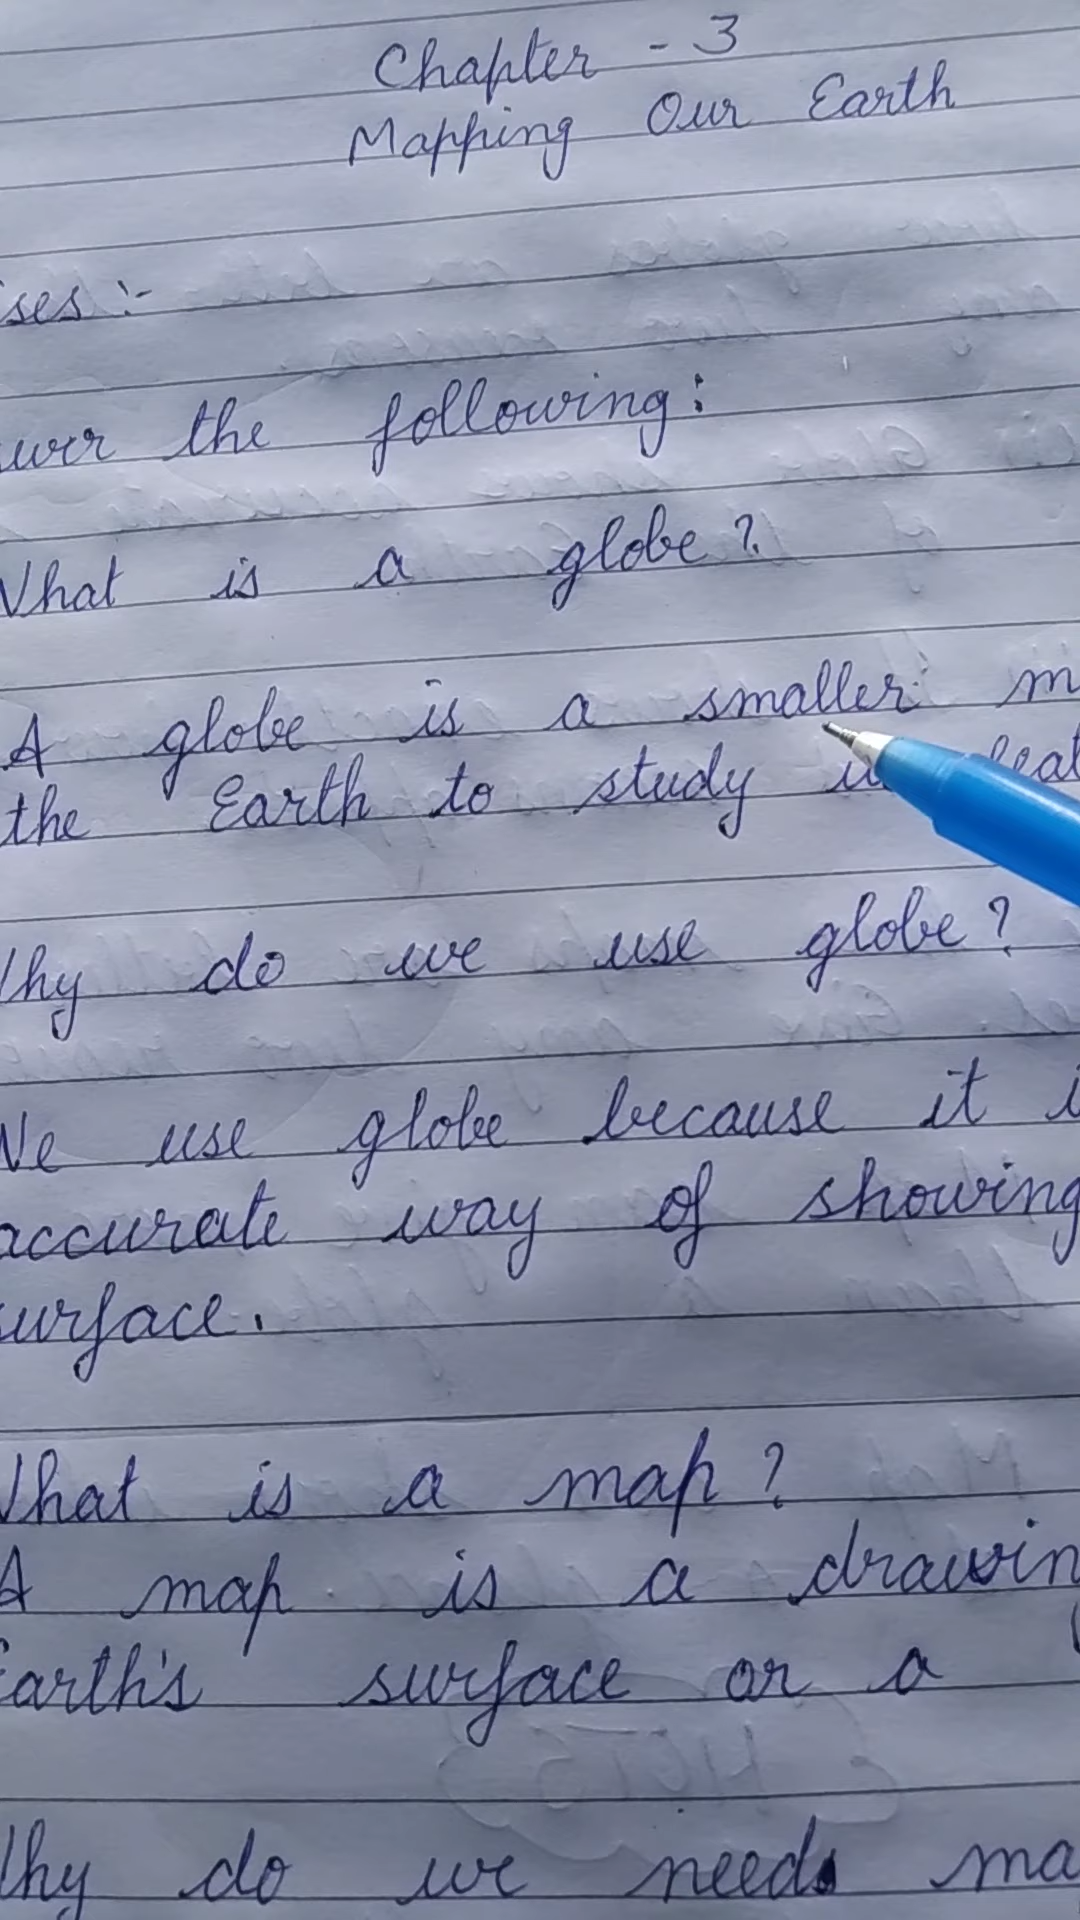 Chapter - 3
Mapping Our Earth
ses :-
wer the following:
What is a globe?
A globe is a smaller m
the Earth to study
Why do we use globe?
We use globe because it i
accurate way of showing
urface.
What is a map?
A map is a drawin
Earth's surface or a
Why do we need ma